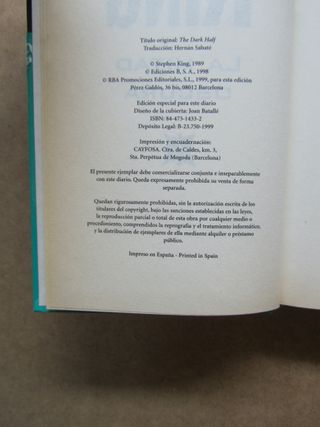 Título original: The Dark Half
Traducción: Hernán Sabaté
© Stephen King, 1989
© Ediciones B, S. A., 1998
© RBA Promociones Editoriales, S.L., 1999, para esta edición
Pérez Galdós, 36 bis, 08012 Barcelona
Edición especial para este diario
Diseño de la cubierta: Joan Batallé
ISBN: 84-473-1433-2
Depósito Legal: B-23.750-1999
Impresión y encuadernación:
CAYFOSA. Ctra. de Caldes, km. 3,
Sta. Perpètua de Mogoda (Barcelona)
El presente ejemplar debe comercializarse conjunta e inseparablemente
con este diario. Queda expresamente prohibida su venta de forma
separada.
Quedan rigurosamente prohibidas, sin la autorización escrita de los
titulares del copyright, bajo las sanciones establecidas en las leyes,
la reproducción parcial o total de esta obra por cualquier medio o
procedimiento, comprendidos la reprografía y el tratamiento informático,
y la distribución de ejemplares de ella mediante alquiler o préstamo
público.
Impreso en España - Printed in Spain